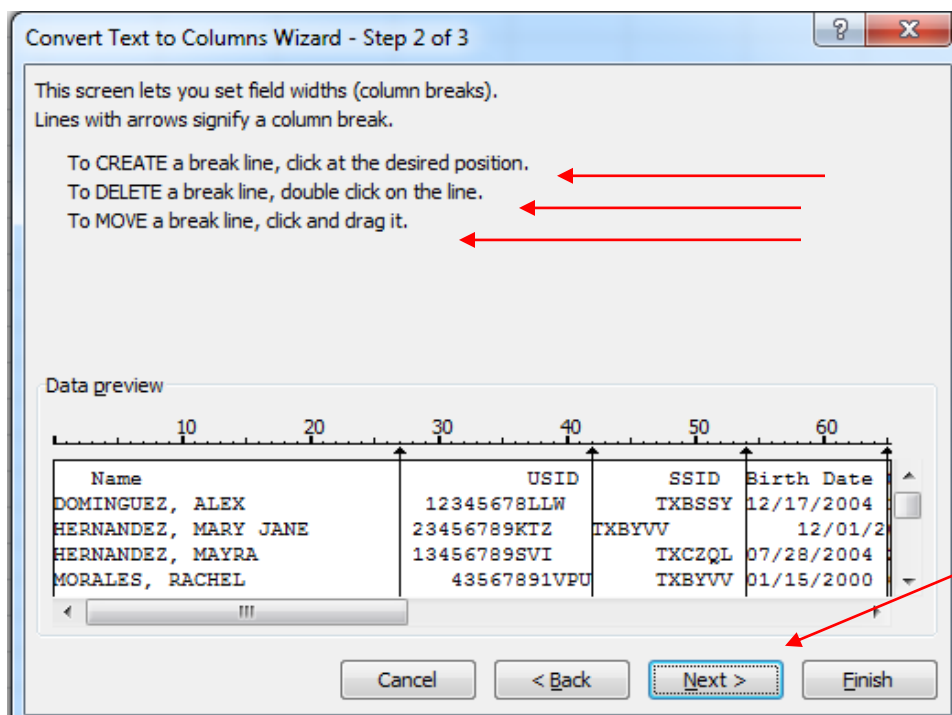 Convert Text to Columns Wizard - Step 2 of 3
? X
This screen lets you set field widths (column breaks).
Lines with arrows signify a column break.
To CREATE a break line, click at the desired position.
To DELETE a break line, double click on the line.
To MOVE a break line, click and drag it.
Data preview
10 20 30 40 50 60
Name USID SSID Birth Date
DOMINGUEZ, ALEX 12345678LLW TXBSSY 12/17/2004
HERNANDEZ, MARY JANE 23456789KTZ TXBYVV 12/01/2
HERNANDEZ, MAYRA 13456789SVI TXCZQL 07/28/2004
MORALES, RACHEL 43567891VPU TXBYVV 01/15/2000
Cancel < Back Next > Finish